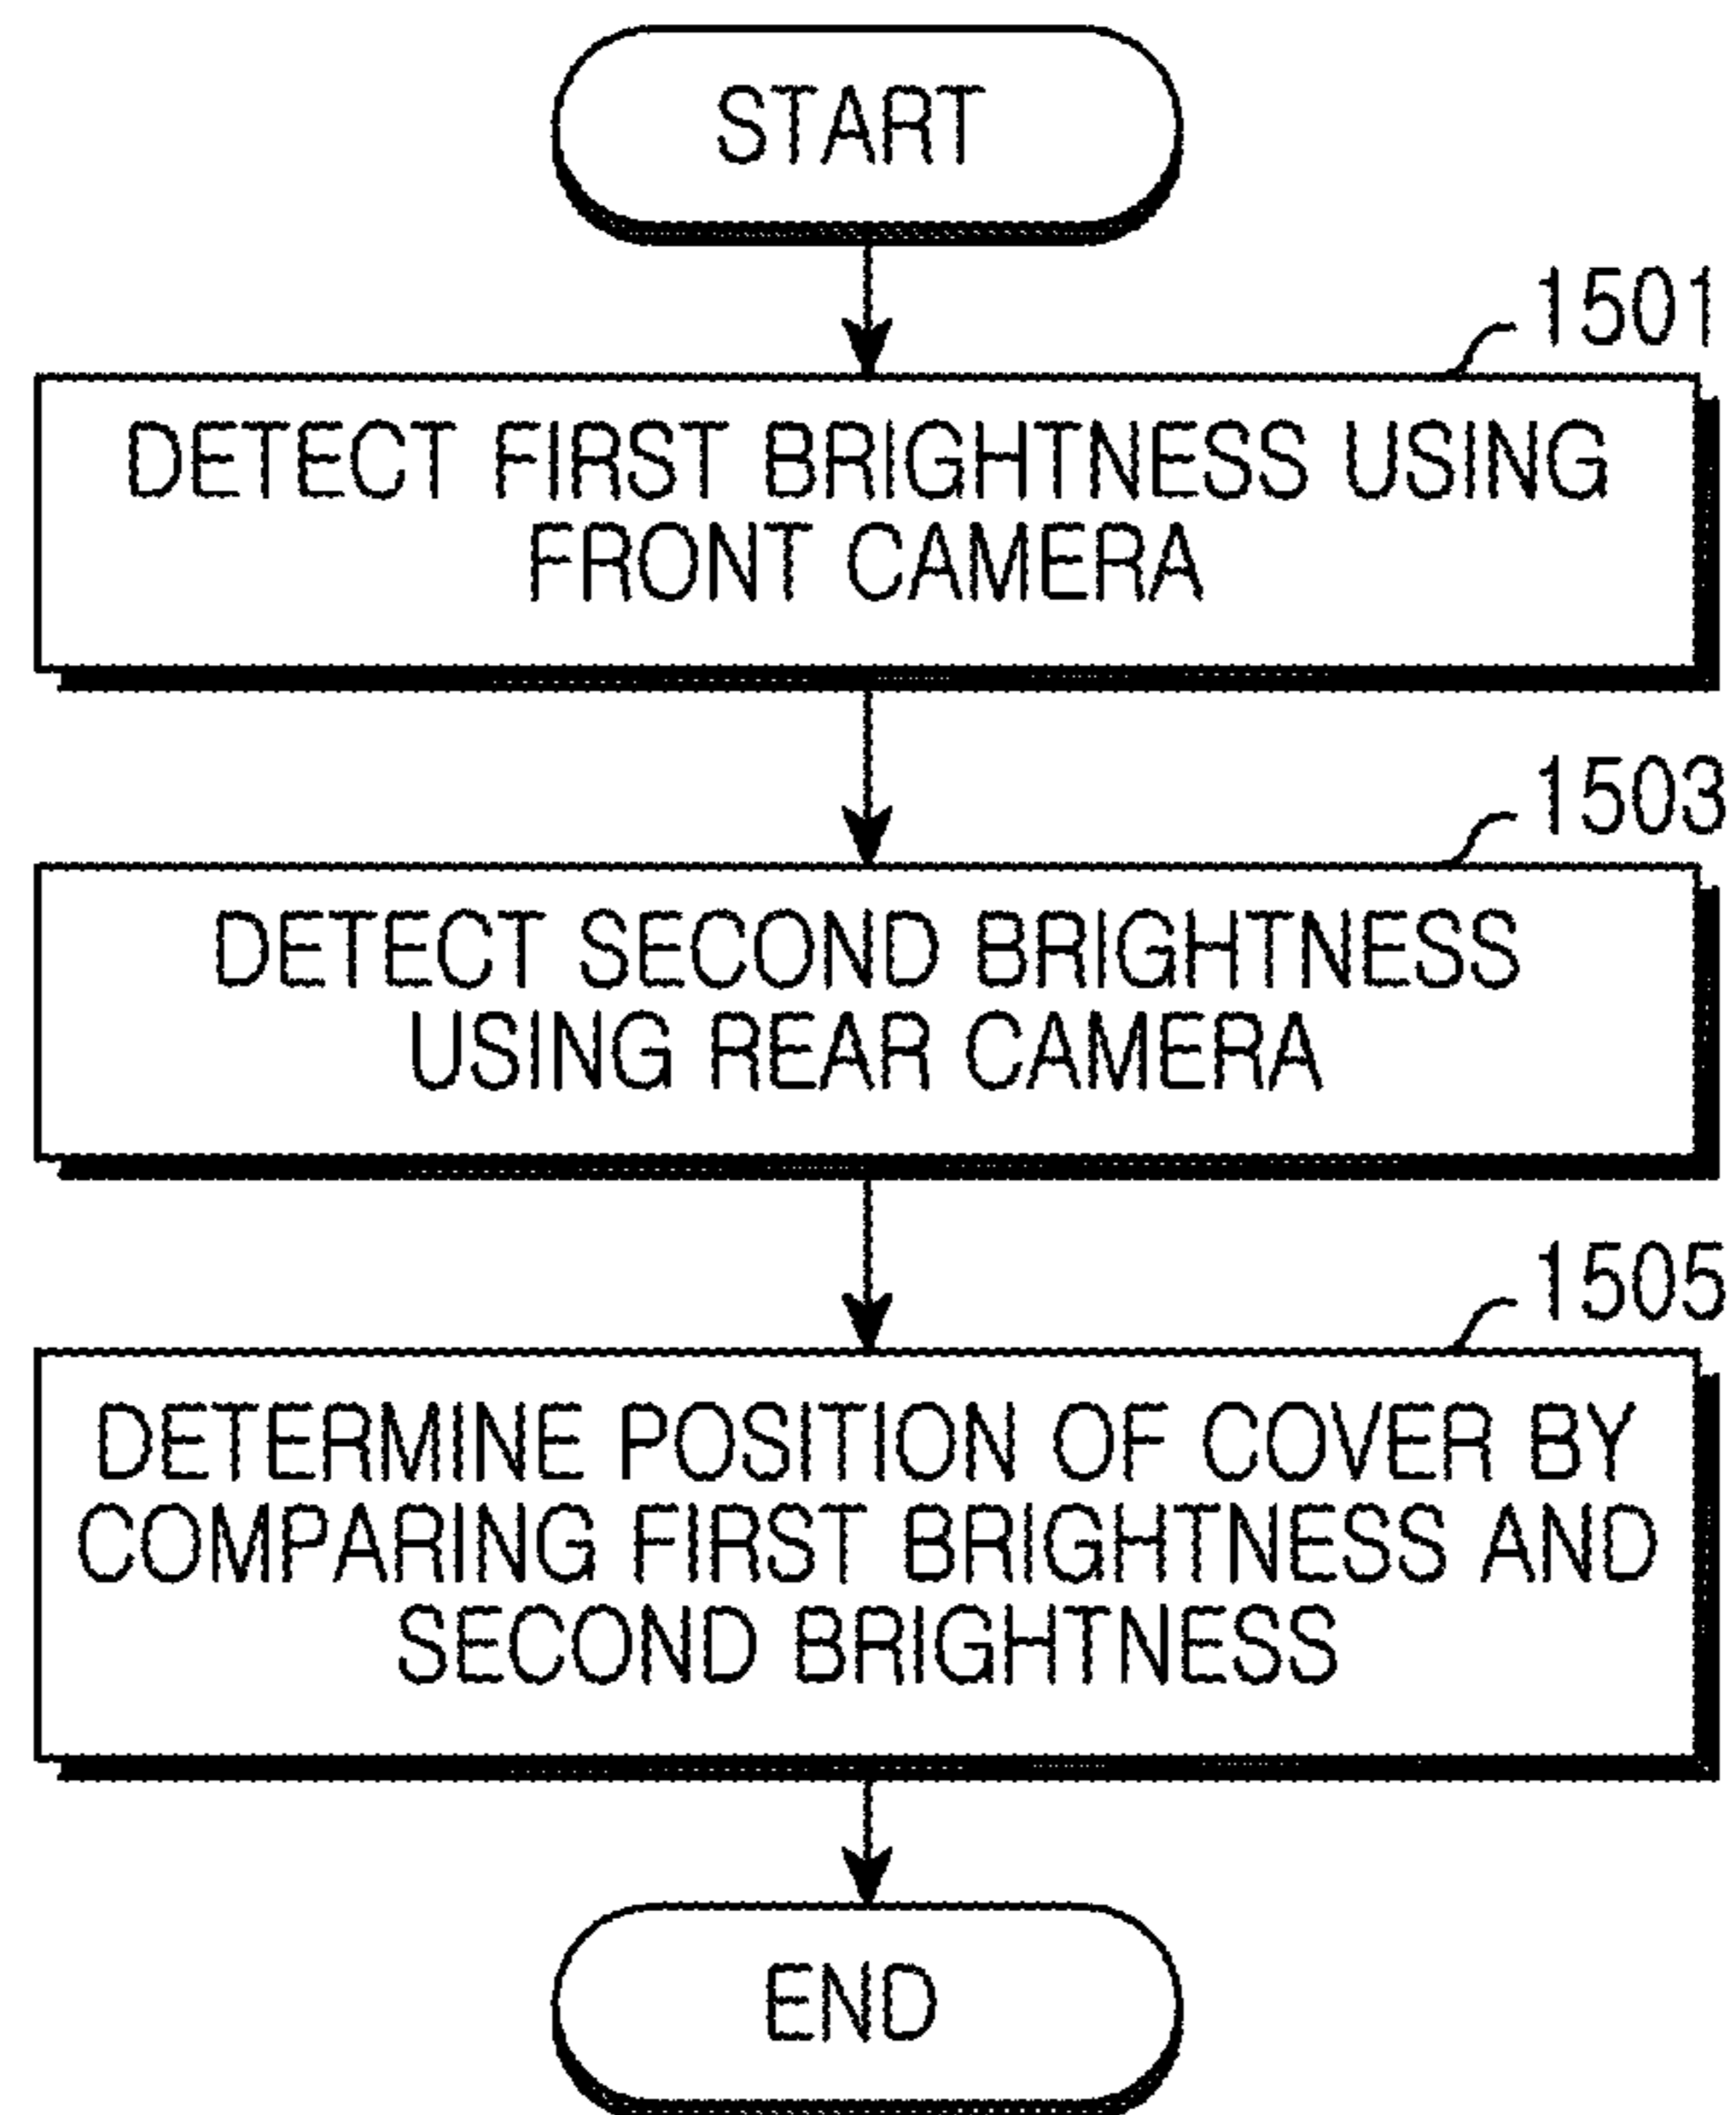 START
1501
DETECT FIRST BRIGHTNESS USING
FRONT CAMERA
1503
DETECT SECOND BRIGHTNESS
USING REAR CAMERA
1505
DETERMINE POSITION OF COVER BY
COMPARING FIRST BRIGHTNESS AND
SECOND BRIGHTNESS
END